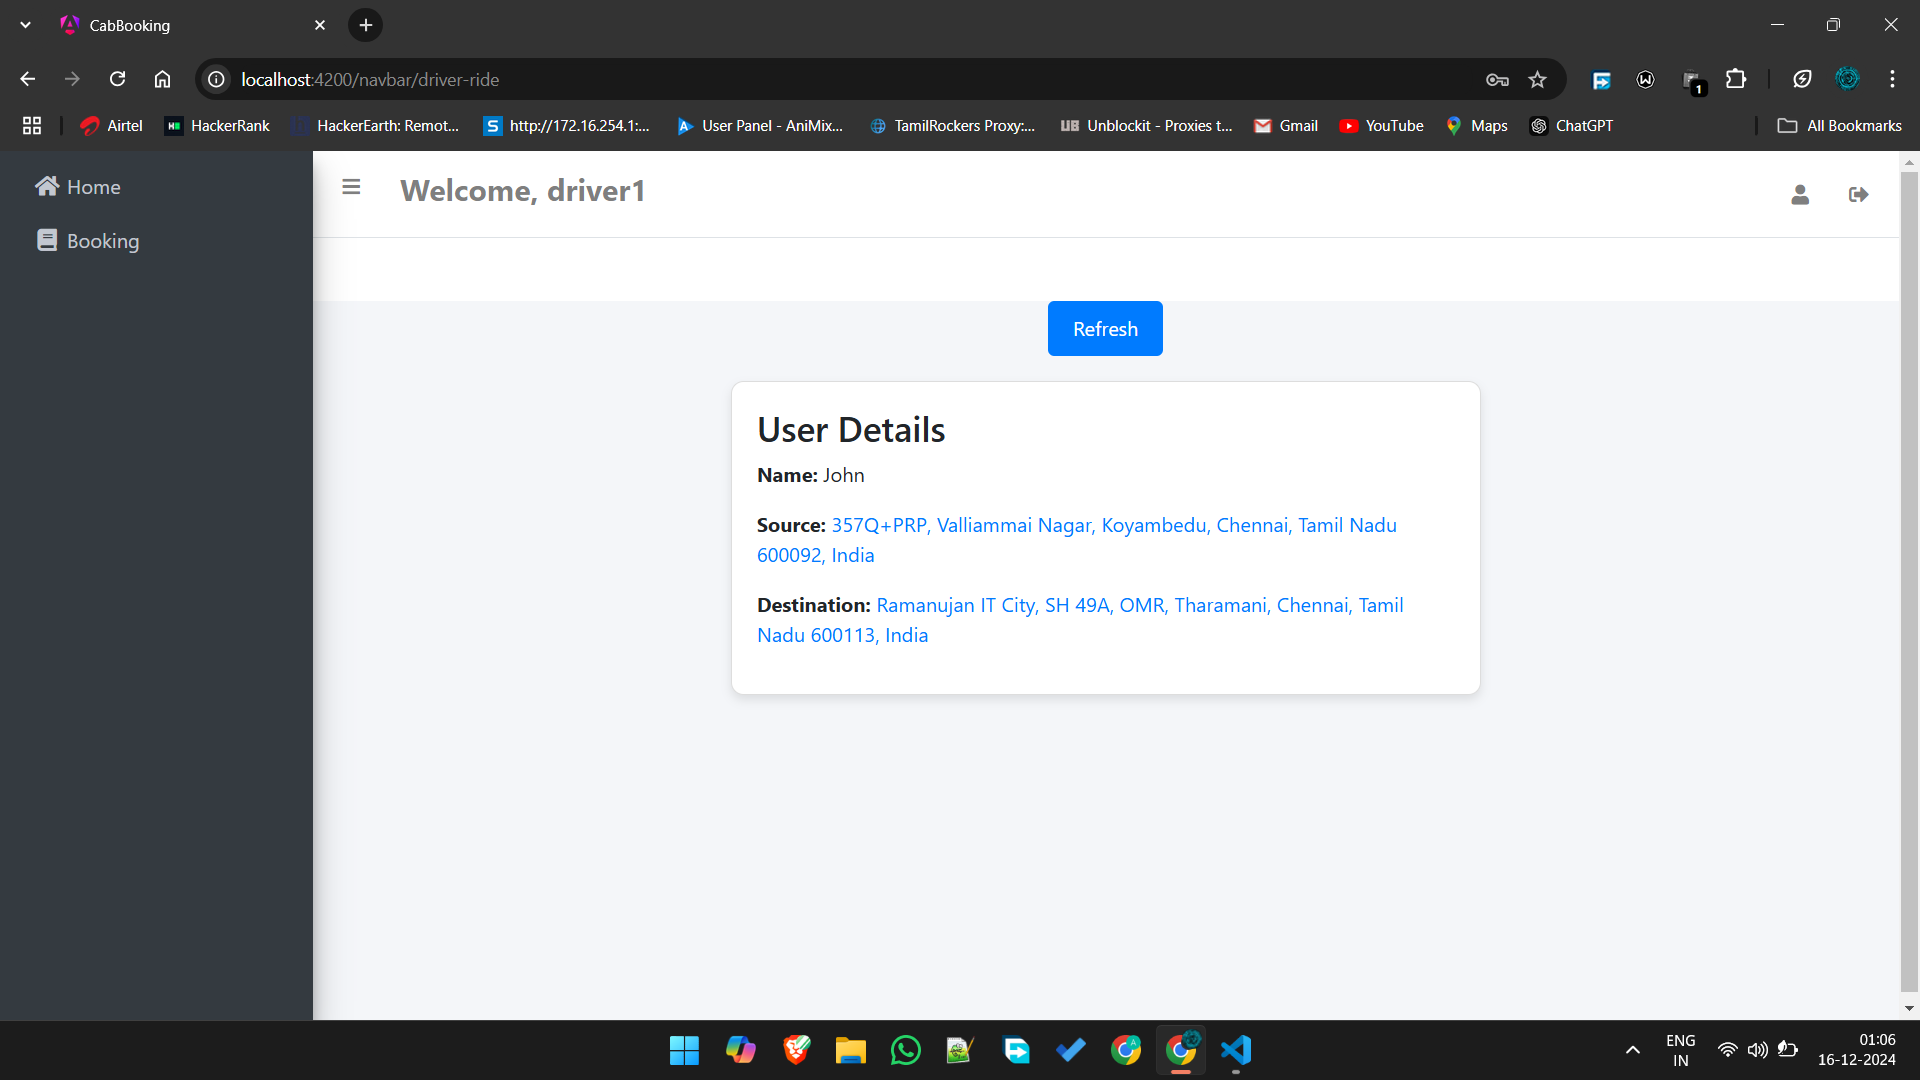 CabBooking
localhost:4200/navbar/driver-ride
1
Airtel
HackerRank
HackerEarth: Remot...
http://172.16.254.1:...
User Panel - AniMix...
TamilRockers Proxy:...
Unblockit - Proxies t...
Gmail
YouTube
Maps
ChatGPT
All Bookmarks
Home
Booking
Welcome, driver1
Refresh
User Details
Name: John
Source: 357Q+PRP, Valliammai Nagar, Koyambedu, Chennai, Tamil Nadu
600092, India
Destination: Ramanujan IT City, SH 49A, OMR, Tharamani, Chennai, Tamil
Nadu 600113, India
ENG
IN
01:06
16-12-2024